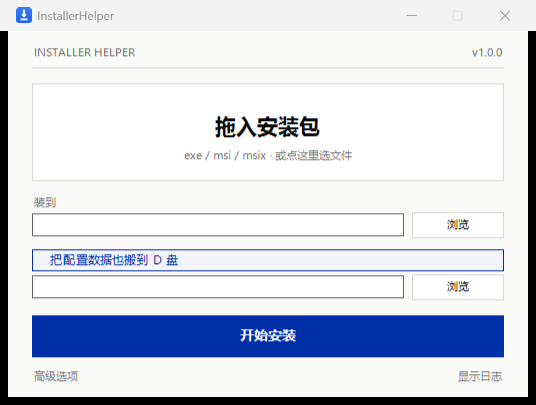 InstallerHelper
INSTALLER HELPER v1.0.0
拖入安装包
exe / msi / msix · 或点这里选文件
装到
浏览
把配置数据也搬到 D 盘
浏览
开始安装
高级选项 显示日志